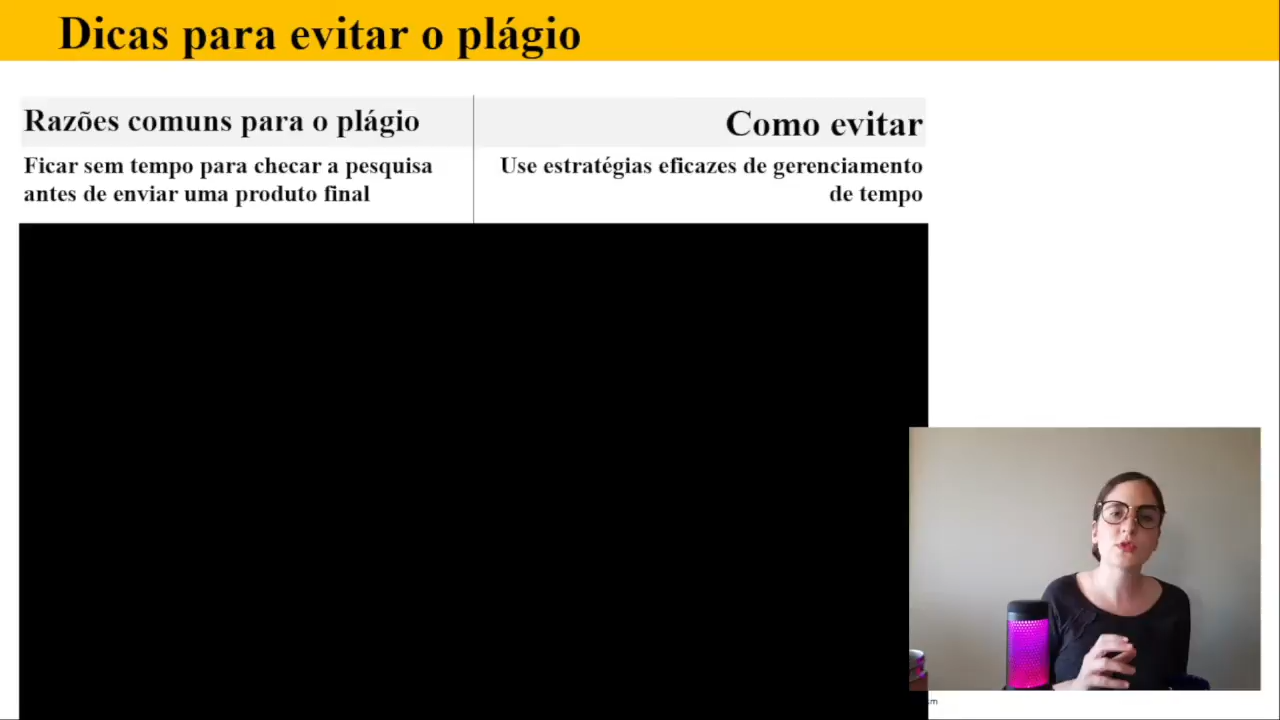 Dicas para evitar o plágio
Razões comuns para o plágio
Como evitar
Ficar sem tempo para checar a pesquisa
antes de enviar uma produto final
Use estratégias eficazes de gerenciamento
de tempo